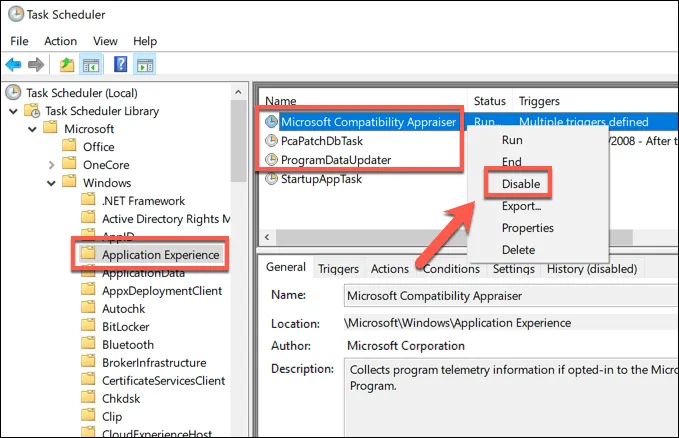 Task Scheduler
File Action View Help
Task Scheduler (Local)
Task Scheduler Library
Microsoft
Office
OneCore
Windows
.NET Framework
Active Directory Rights M
AppID
Application Experience
ApplicationData
AppxDeploymentClient
Autochk
BitLocker
Bluetooth
BrokerInfrastructure
CertificateServicesClient
Chkdsk
Clip
CloudExperienceHost
Name Status Triggers
Microsoft Compatibility Appraiser Run... Multiple triggers defined
PcaPatchDbTask /2008 - After t
ProgramDataUpdater
StartupAppTask
Run
End
Disable
Export...
Properties
Delete
General Triggers Actions Conditions Settings History (disabled)
Name: Microsoft Compatibility Appraiser
Location: \Microsoft\Windows\Application Experience
Author: Microsoft Corporation
Description: Collects program telemetry information if opted-in to the Micro
Program.